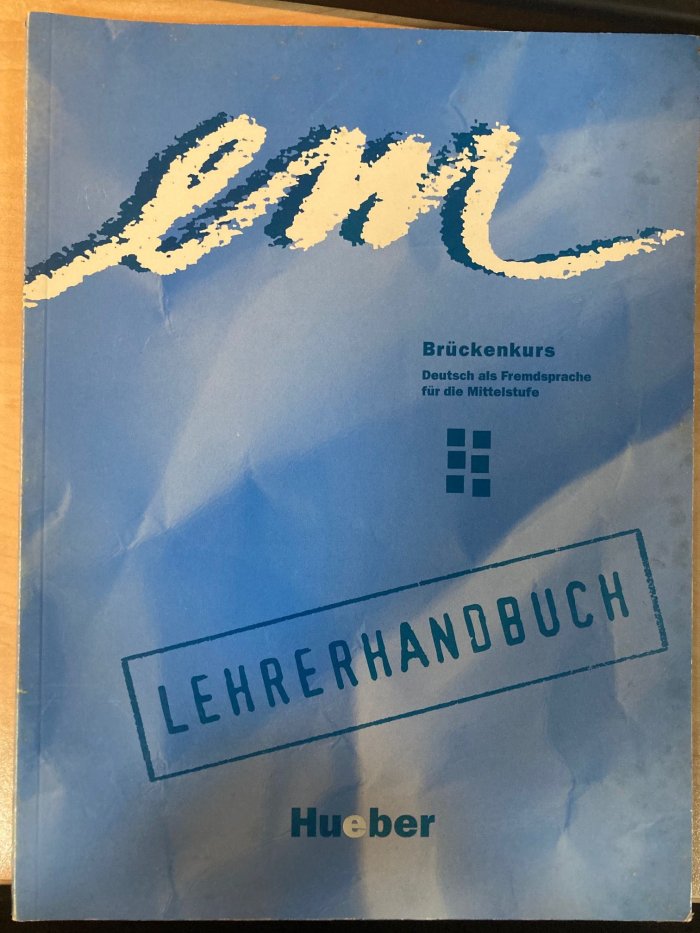 em
Brückenkurs
Deutsch als Fremdsprache
für die Mittelstufe
LEHRERHANDBUCH
Hueber